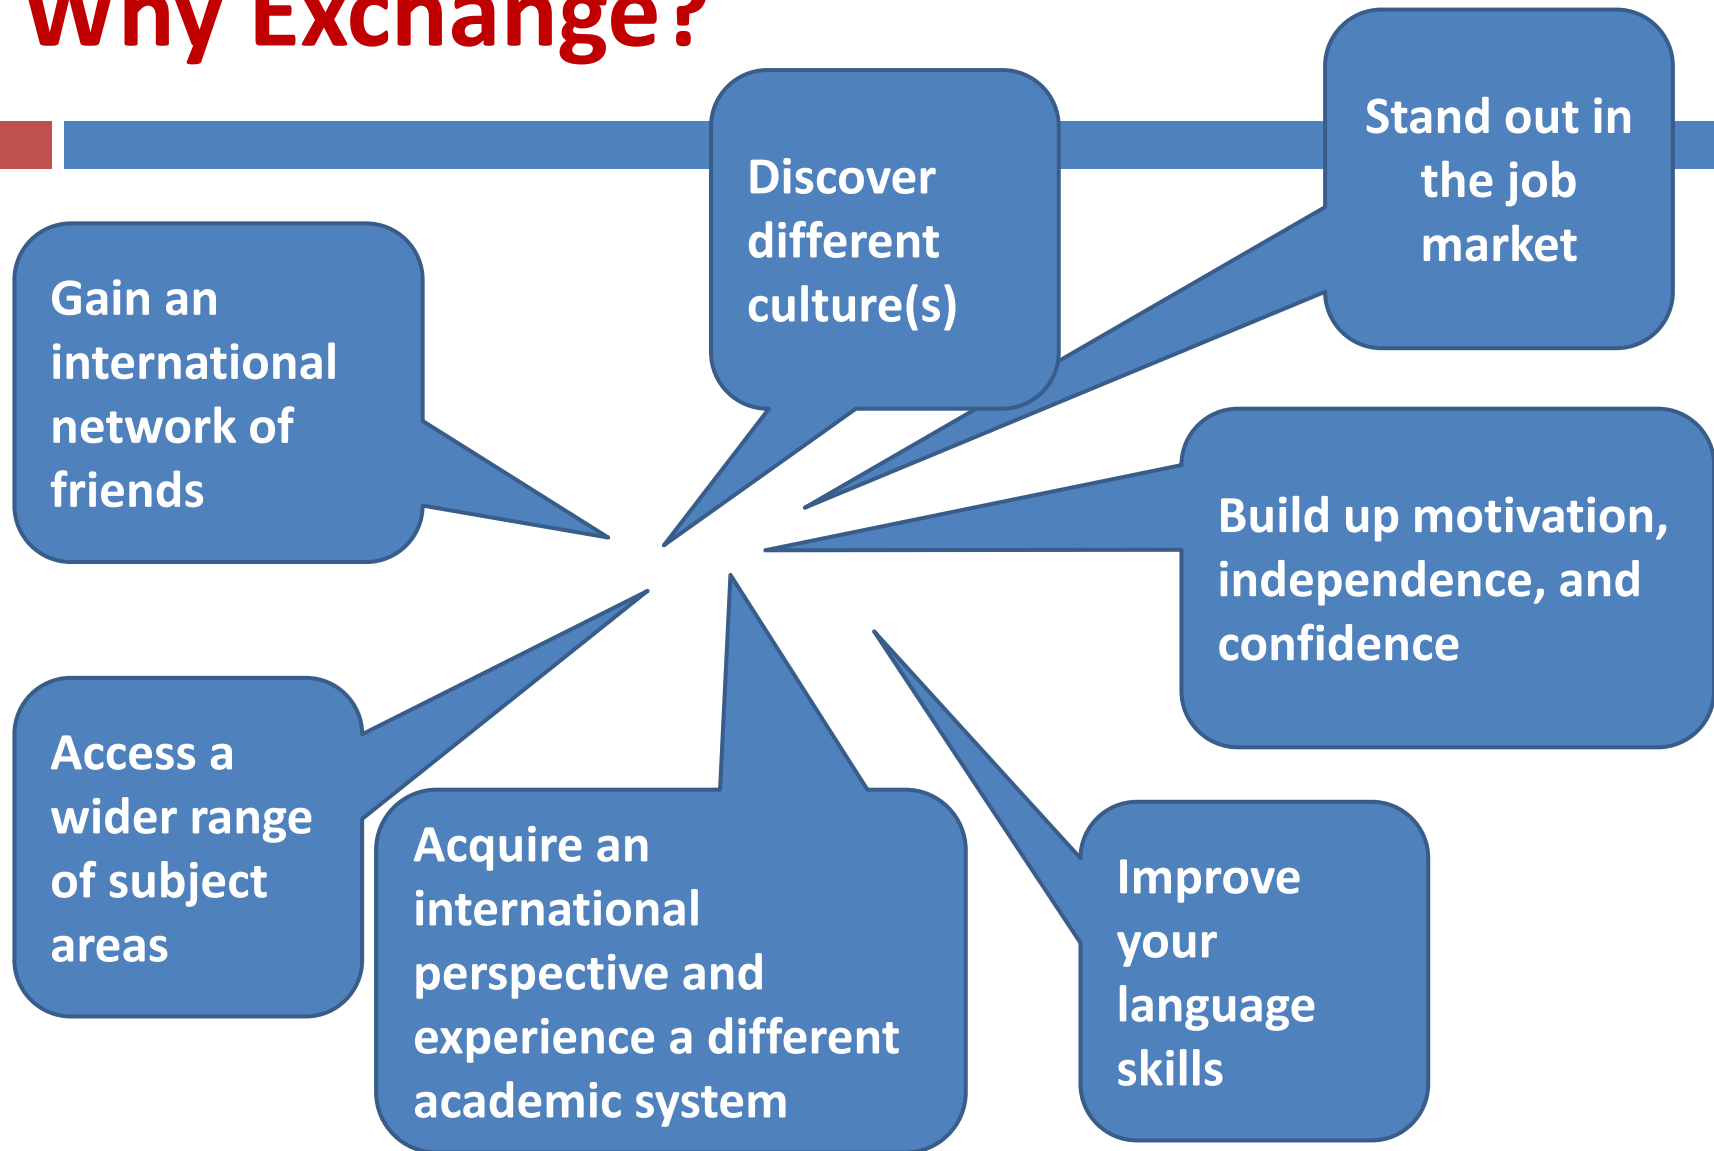 Why Exchange?
Stand out in
the job
market
Discover
different
culture(s)
Gain an
international
network of
friends
Build up motivation,
independence, and
confidence
Access a
wider range
of subject
areas
Acquire an
international
perspective and
experience a different
academic system
Improve
your
language
skills